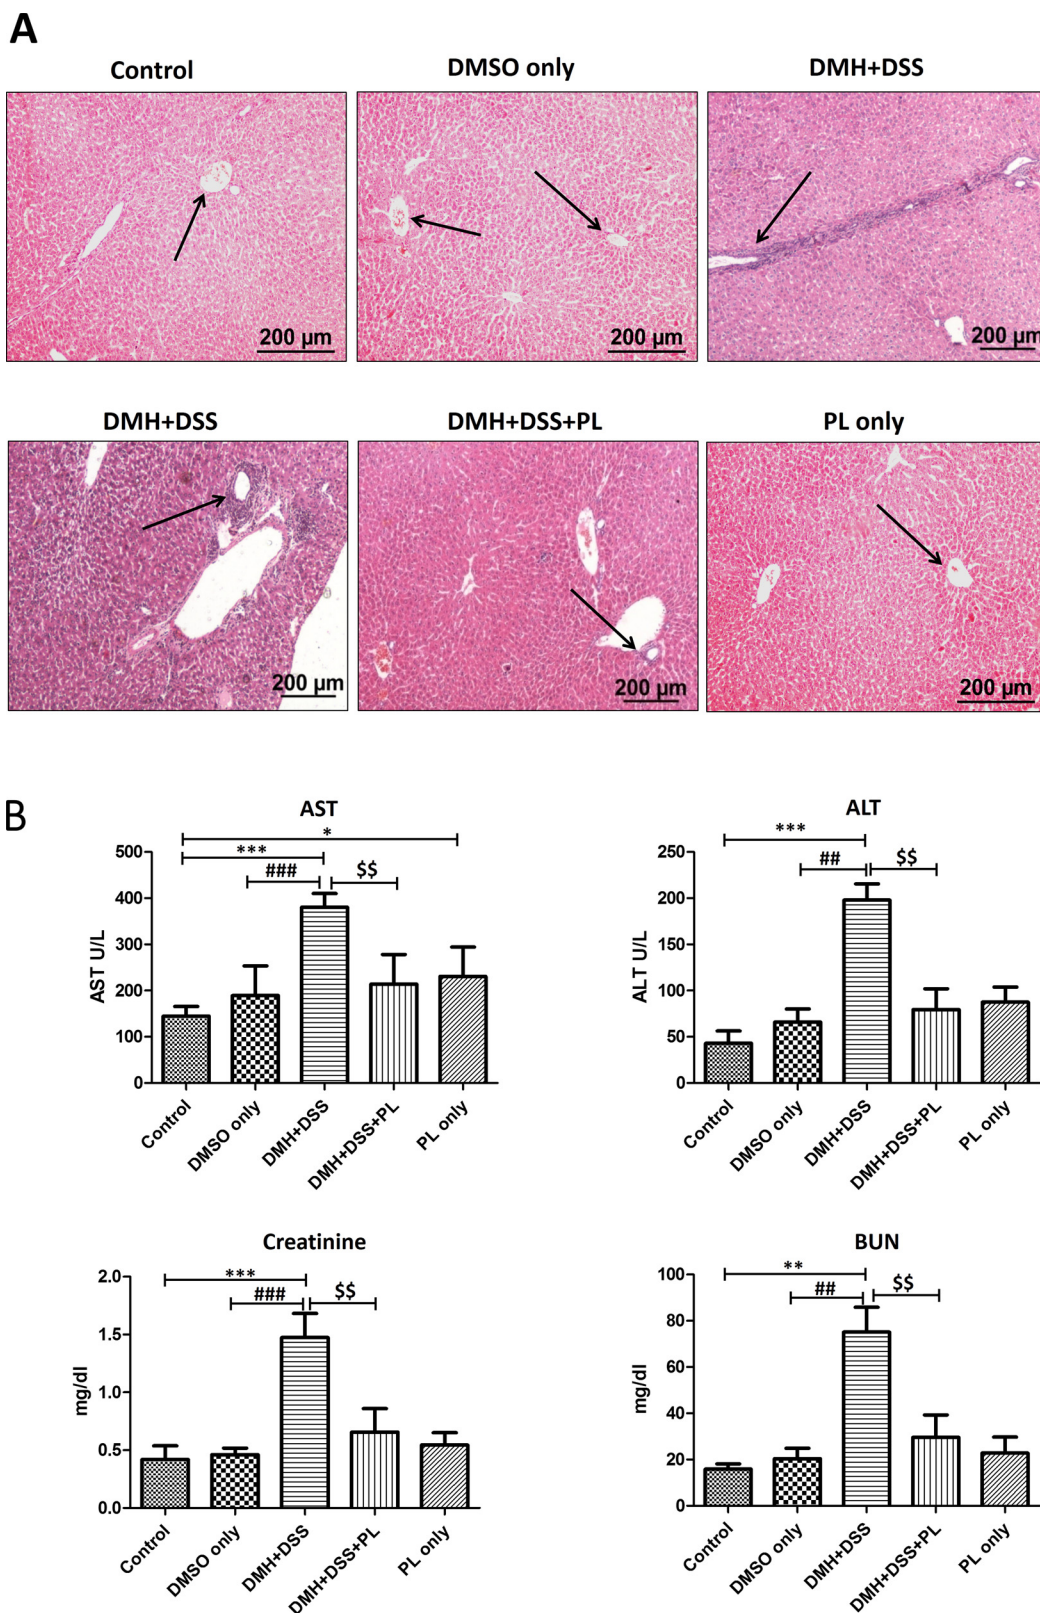 A
Control
DMSO only
DMH+DSS
200 µm
200 µm
200 µm
DMH+DSS
DMH+DSS+PL
PL only
200 µm
200 µm
200 µm
B
AST
*
***
###
$$
500
400
300
200
100
0
AST U/L
Control
DMSO only
DMH+DSS
DMH+DSS+PL
PL only
ALT
***
##
$$
250
200
150
100
50
0
ALT U/L
Control
DMSO only
DMH+DSS
DMH+DSS+PL
PL only
Creatinine
***
###
$$
2.0
1.5
1.0
0.5
0.0
mg/dl
Control
DMSO only
DMH+DSS
DMH+DSS+PL
PL only
BUN
**
##
$$
100
80
60
40
20
0
mg/dl
Control
DMSO only
DMH+DSS
DMH+DSS+PL
PL only